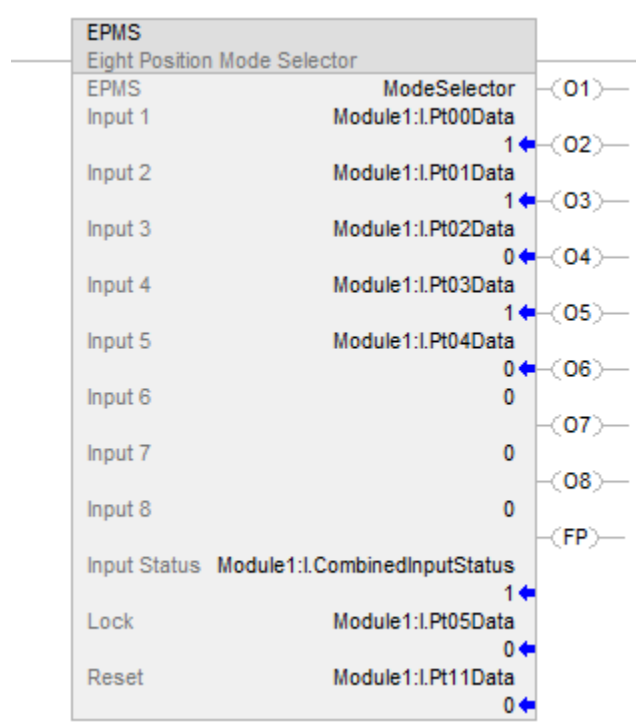 EPMS
Eight Position Mode Selector
EPMS ModeSelector (O1)
Input 1 Module1:I.Pt00Data
1 (O2)
Input 2 Module1:I.Pt01Data
1 (O3)
Input 3 Module1:I.Pt02Data
0 (O4)
Input 4 Module1:I.Pt03Data
1 (O5)
Input 5 Module1:I.Pt04Data
0 (O6)
Input 6 0
(O7)
Input 7 0
(O8)
Input 8 0
(FP)
Input Status Module1:I.CombinedInputStatus
1
Lock Module1:I.Pt05Data
0
Reset Module1:I.Pt11Data
0